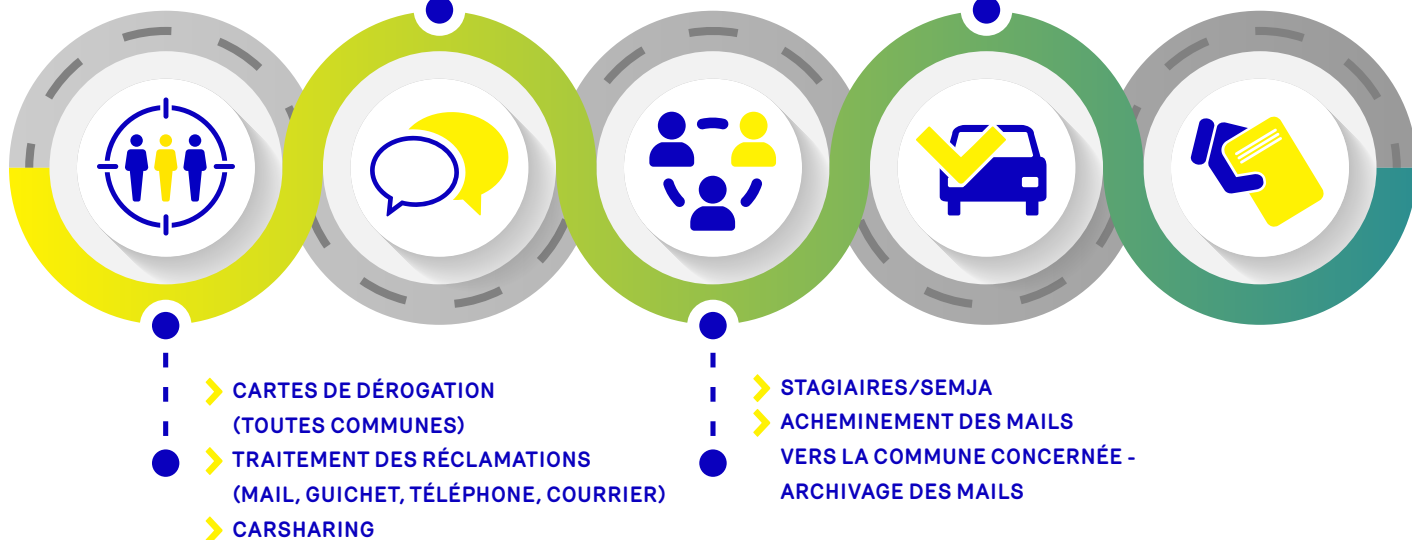 CARTES DE DÉROGATION
(TOUTES COMMUNES)
TRAITEMENT DES RÉCLAMATIONS
(MAIL, GUICHET, TÉLÉPHONE, COURRIER)
CARSHARING
STAGIAIRES/SEMJA
ACHEMINEMENT DES MAILS
VERS LA COMMUNE CONCERNÉE -
ARCHIVAGE DES MAILS